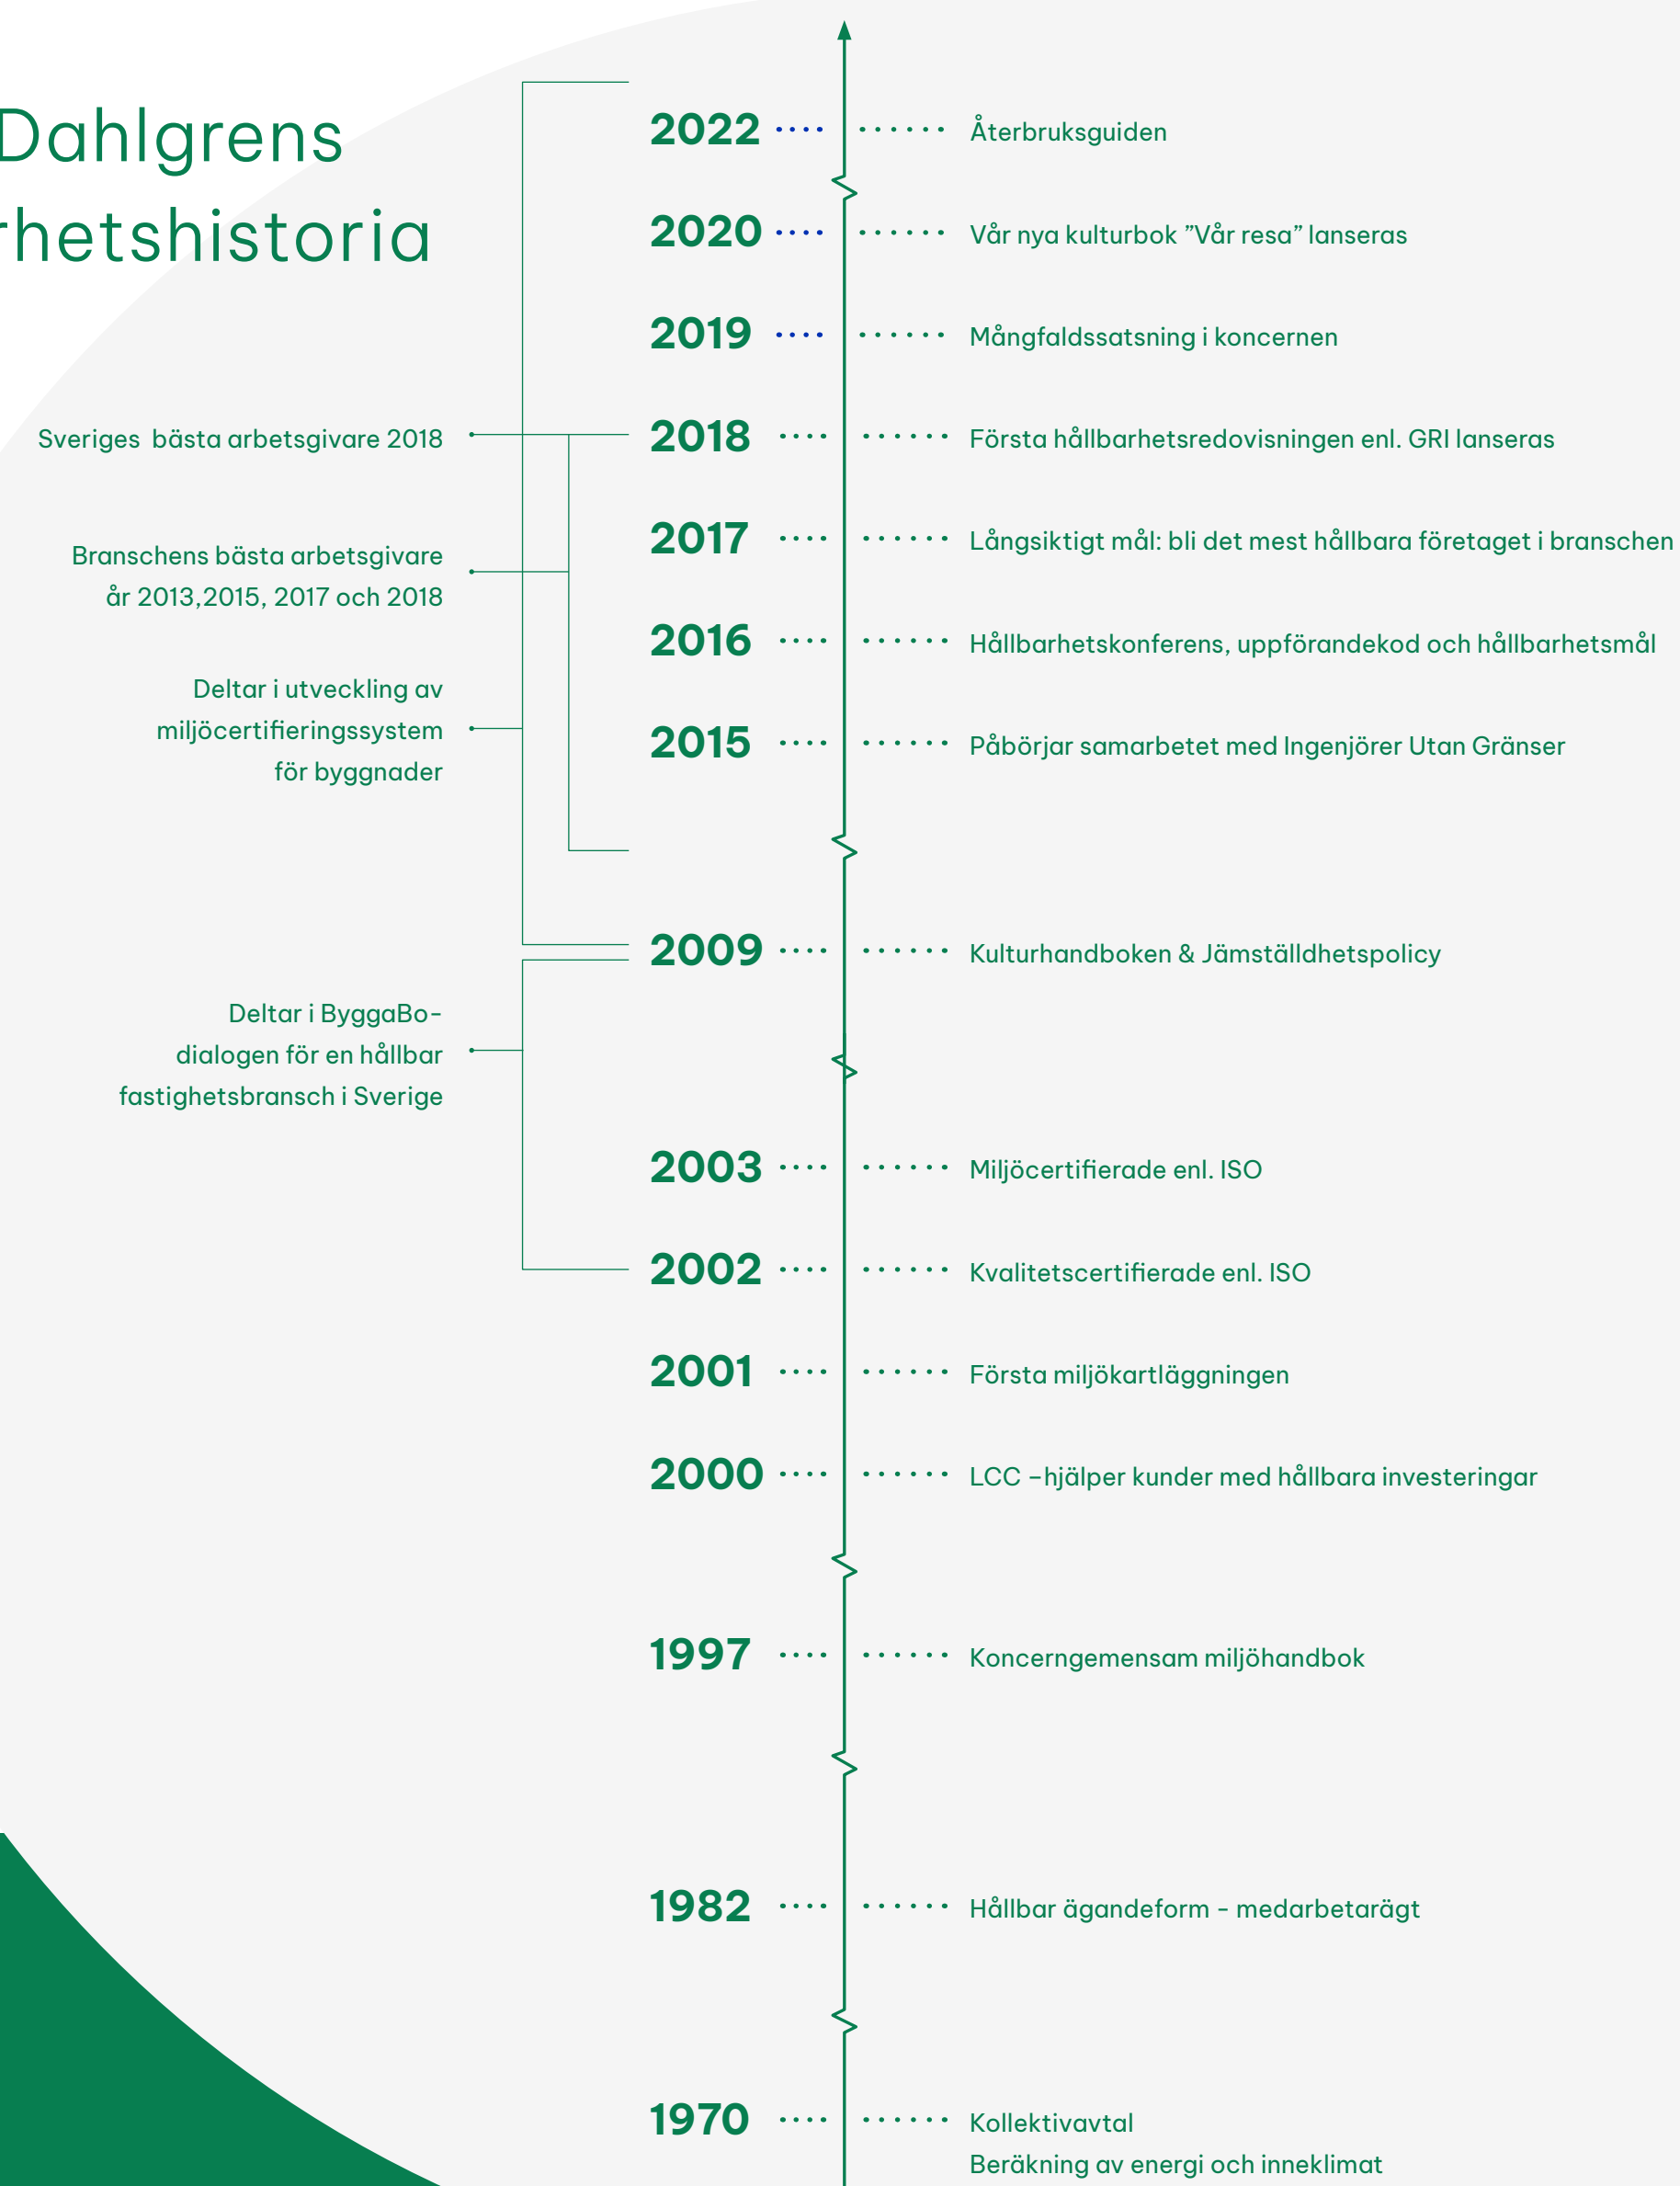 Dahlgrens
rhetshistoria
2022 Återbruksguiden
2020 Vår nya kulturbok ”Vår resa” lanseras
2019 Mångfaldssatsning i koncernen
Sveriges bästa arbetsgivare 2018
2018 Första hållbarhetsredovisningen enl. GRI lanseras
2017 Långsiktigt mål: bli det mest hållbara företaget i branschen
Branschens bästa arbetsgivare
år 2013,2015, 2017 och 2018
2016 Hållbarhetskonferens, uppförandekod och hållbarhetsmål
Deltar i utveckling av
miljöcertifieringssystem
för byggnader
2015 Påbörjar samarbetet med Ingenjörer Utan Gränser
2009 Kulturhandboken & Jämställdhetspolicy
Deltar i ByggaBo-
dialogen för en hållbar
fastighetsbransch i Sverige
2003 Miljöcertifierade enl. ISO
2002 Kvalitetscertifierade enl. ISO
2001 Första miljökartläggningen
2000 LCC –hjälper kunder med hållbara investeringar
1997 Koncerngemensam miljöhandbok
1982 Hållbar ägandeform - medarbetarägt
1970 Kollektivavtal
Beräkning av energi och inneklimat